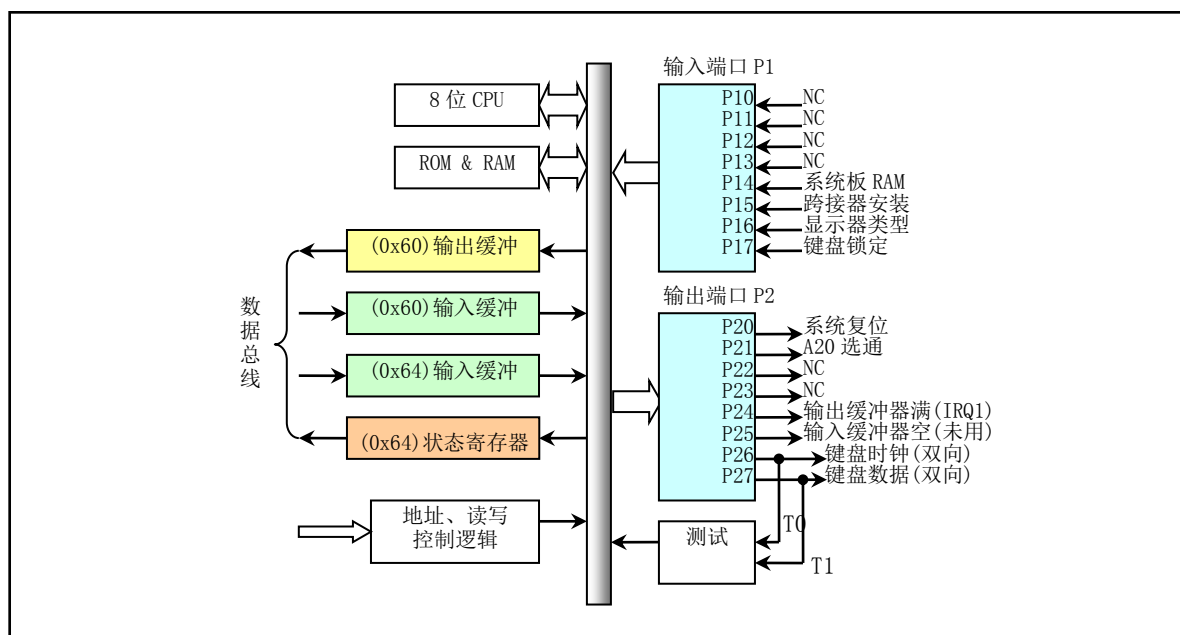 8 位 CPU
ROM & RAM
(0x60)输出缓冲
(0x60)输入缓冲
(0x64)输入缓冲
(0x64)状态寄存器
数
据
总
线
地址、读写
控制逻辑
输入端口 P1
P10 NC
P11 NC
P12 NC
P13 NC
P14 系统板 RAM
P15 跨接器安装
P16 显示器类型
P17 键盘锁定
输出端口 P2
P20 系统复位
P21 A20 选通
P22 NC
P23 NC
P24 输出缓冲器满(IRQ1)
P25 输入缓冲器空(未用)
P26 键盘时钟(双向)
P27 键盘数据(双向)
测试
T0
T1